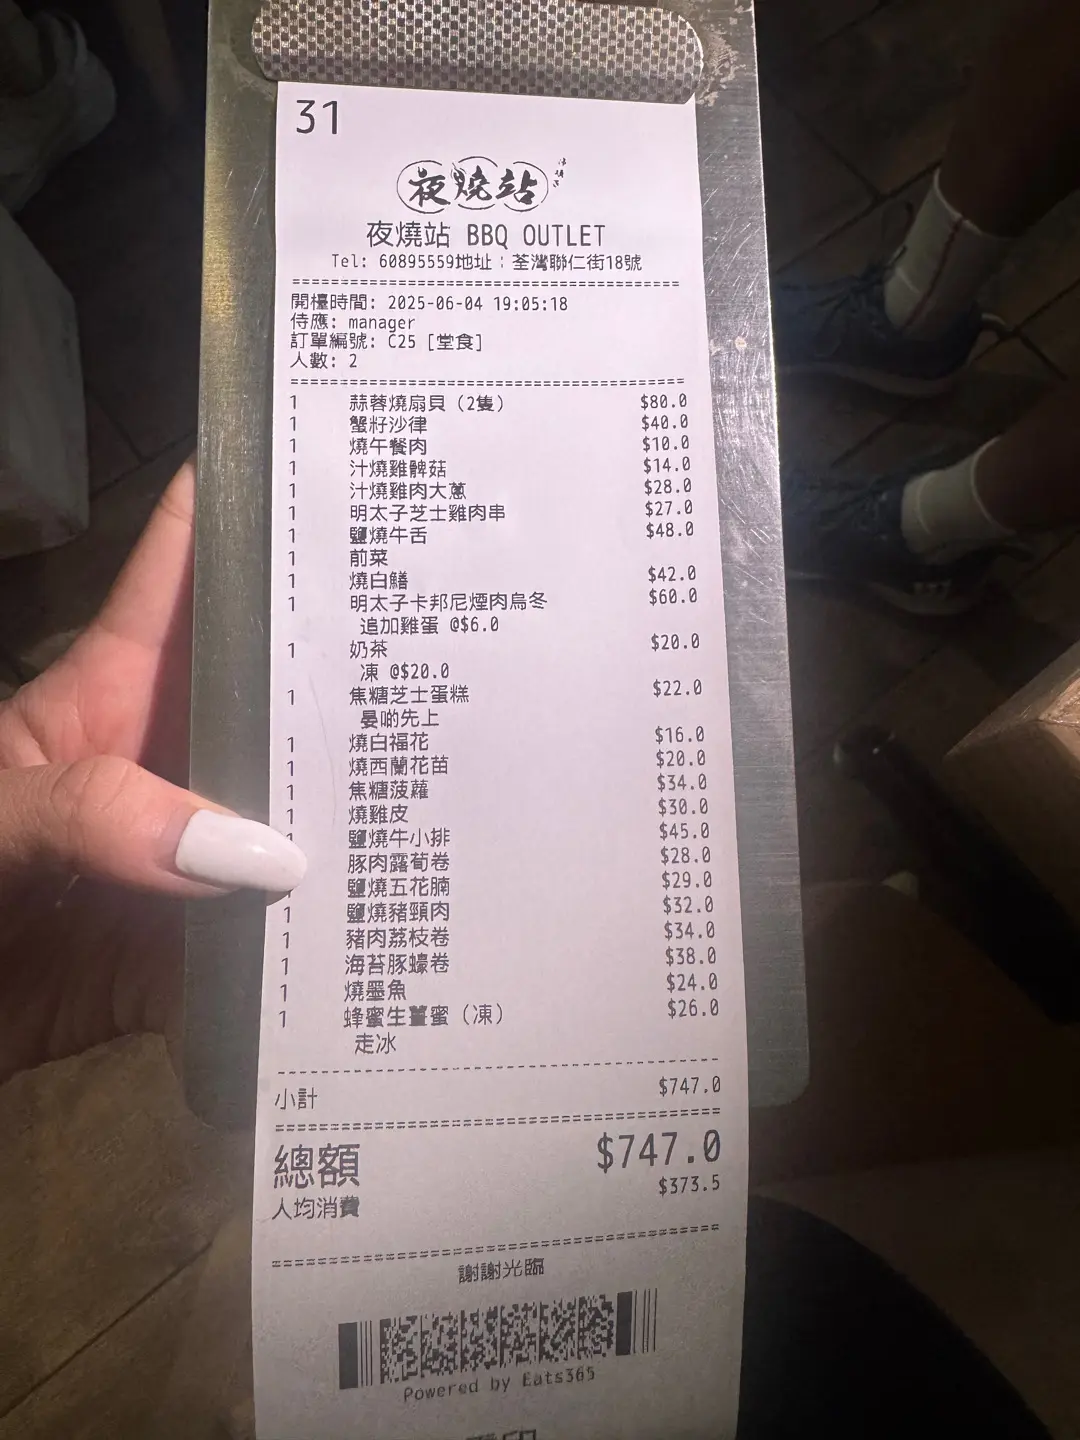 31
夜燒站
夜燒站 BBQ OUTLET
Tel: 60895559地址：荃灣聯仁街18號
開檯時間: 2025-06-04 19:05:18
侍應: manager
訂單編號: C25 [堂食]
人數: 2
1 蒜蓉燒扇貝（2隻） $80.0
1 蟹籽沙律 $40.0
1 燒午餐肉 $10.0
1 汁燒雞髀菇 $14.0
1 汁燒雞肉大蔥 $28.0
1 明太子芝士雞肉串 $27.0
1 鹽燒牛舌 $48.0
1 前菜
1 燒白鱔 $42.0
1 明太子卡邦尼煙肉烏冬 $60.0
追加雞蛋 @$6.0
1 奶茶 $20.0
凍 @$20.0
1 焦糖芝士蛋糕 $22.0
晏啲先上
1 燒白福花 $16.0
1 燒西蘭花苗 $20.0
1 焦糖菠蘿 $34.0
1 燒雞皮 $30.0
1 鹽燒牛小排 $45.0
豚肉露荀卷 $28.0
鹽燒五花腩 $29.0
1 鹽燒豬頸肉 $32.0
1 豬肉荔枝卷 $34.0
1 海苔豚蠔卷 $38.0
1 燒墨魚 $24.0
1 蜂蜜生薑蜜（凍） $26.0
走冰
小計 $747.0
總額 $747.0
人均消費 $373.5
謝謝光臨
Powered by Eats365